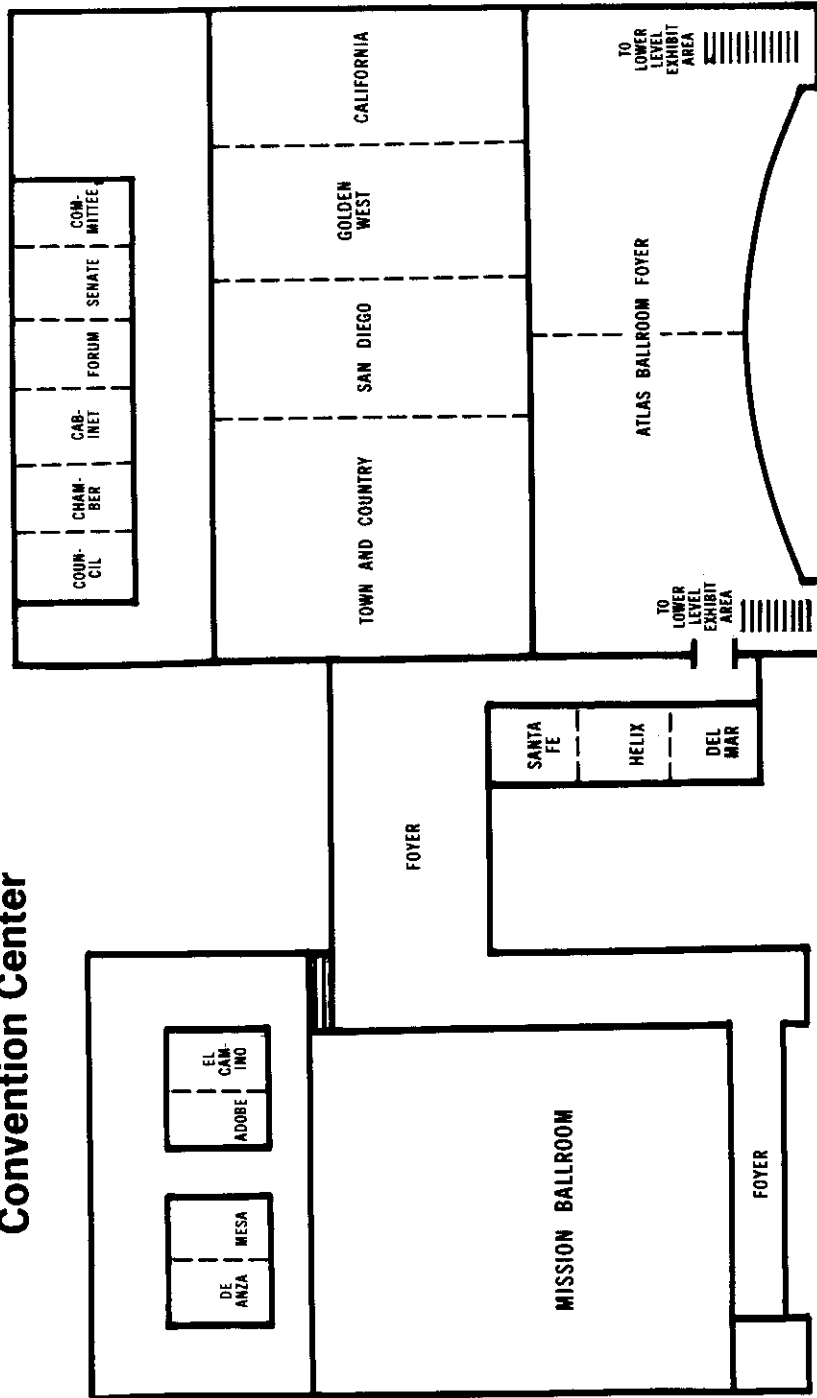 Convention Center
DE
ANZA
MESA
ADOBE
EL
CAM-
INO
MISSION BALLROOM
FOYER
FOYER
SANTA
FE
HELIX
DEL
MAR
COUN-
CIL
CHAM-
BER
CAB-
INET
FORUM
SENATE
COM-
MITTEE
TOWN AND COUNTRY
SAN DIEGO
GOLDEN
WEST
CALIFORNIA
TO
LOWER
LEVEL
EXHIBIT
AREA
ATLAS BALLROOM FOYER
TO
LOWER
LEVEL
EXHIBIT
AREA